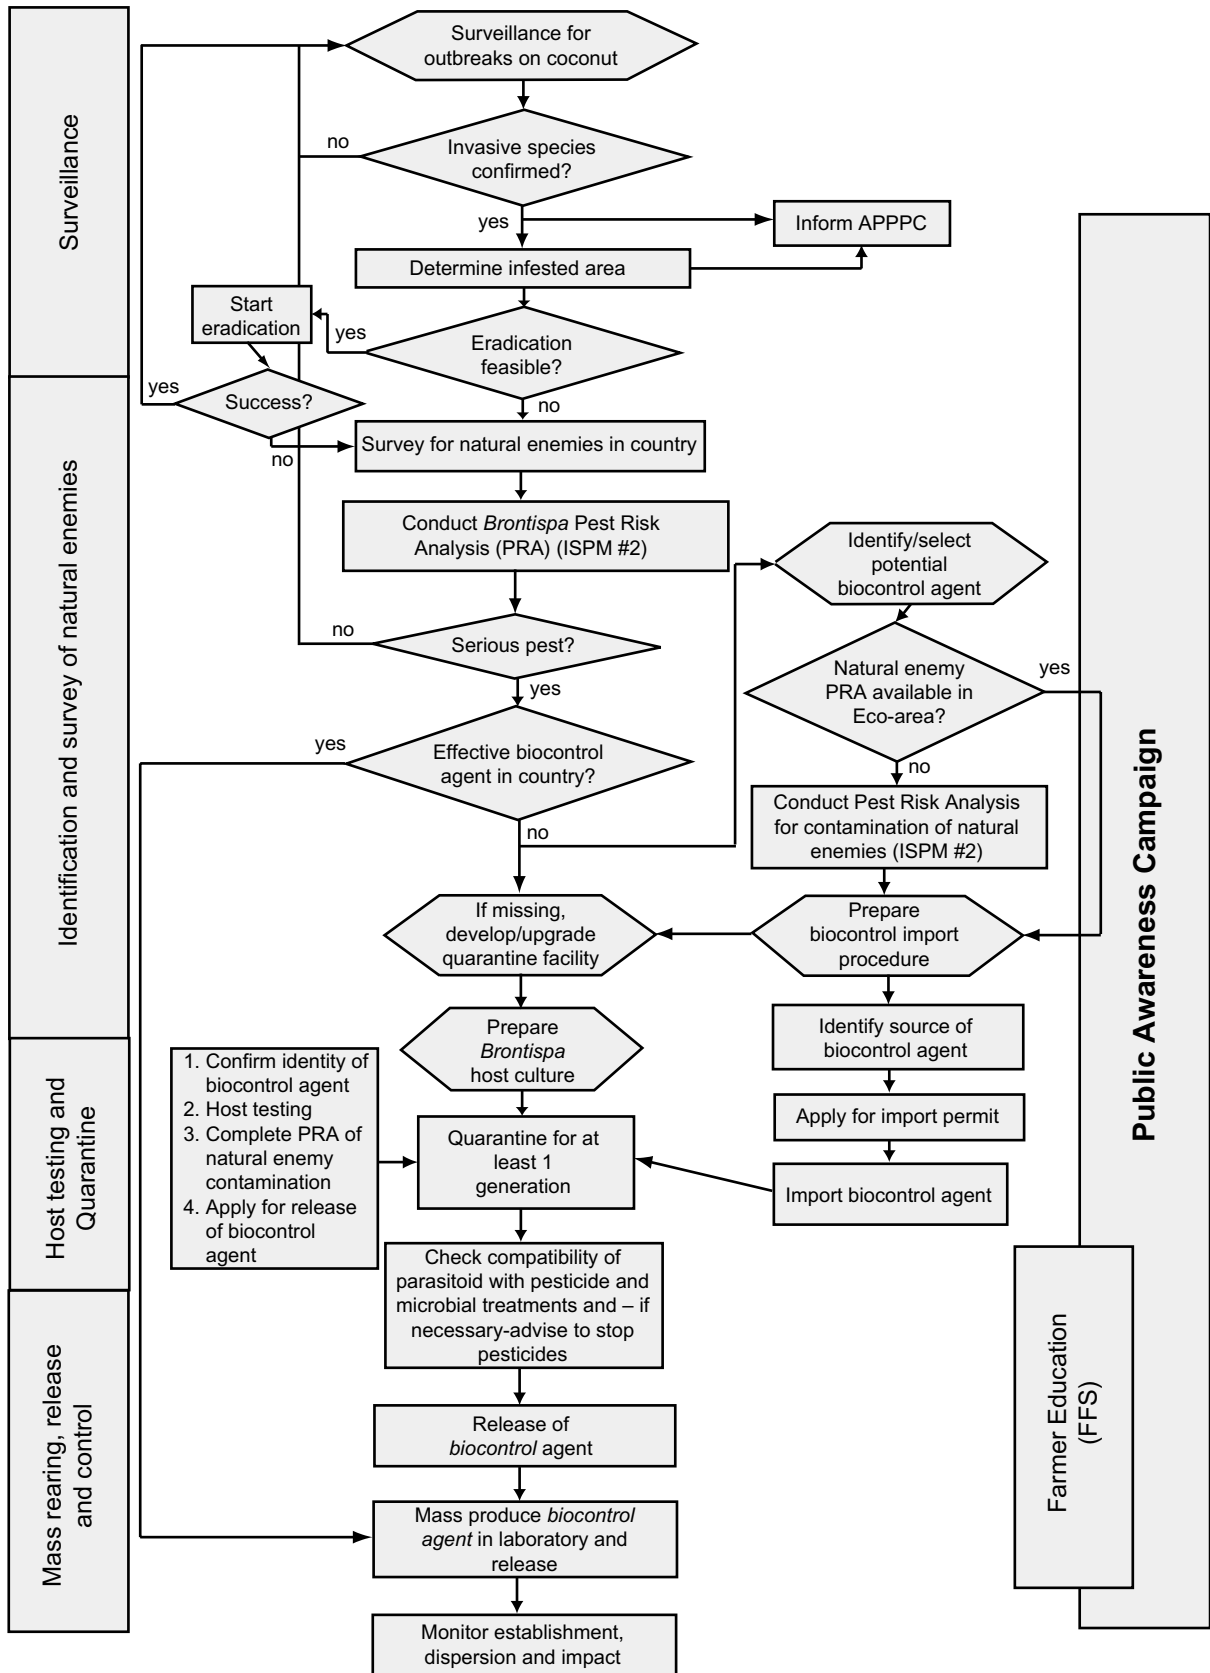 Surveillance
Surveillance for
outbreaks on coconut
Invasive species
confirmed?
no
yes
Inform APPPC
Determine infested area
Start
eradication
yes
Eradication
feasible?
no
yes
Success?
no
Survey for natural enemies in country
Identification and survey of natural enemies
Conduct Brontispa Pest Risk
Analysis (PRA) (ISPM #2)
Identify/select
potential
biocontrol agent
no
Serious pest?
yes
Natural enemy
PRA available in
Eco-area?
yes
no
yes
Effective biocontrol
agent in country?
no
Conduct Pest Risk Analysis
for contamination of natural
enemies (ISPM #2)
If missing,
develop/upgrade
quarantine facility
Prepare
biocontrol import
procedure
Prepare
Brontispa
host culture
Identify source of
biocontrol agent
Host testing and
Quarantine
1. Confirm identity of
biocontrol agent
2. Host testing
3. Complete PRA of
natural enemy
contamination
4. Apply for release
of biocontrol
agent
Quarantine for at
least 1
generation
Apply for import permit
Import biocontrol agent
Check compatibility of
parasitoid with pesticide and
microbial treatments and – if
necessary-advise to stop
pesticides
Mass rearing, release
and control
Release of
biocontrol agent
Mass produce biocontrol
agent in laboratory and
release
Monitor establishment,
dispersion and impact
Public Awareness Campaign
Farmer Education
(FFS)